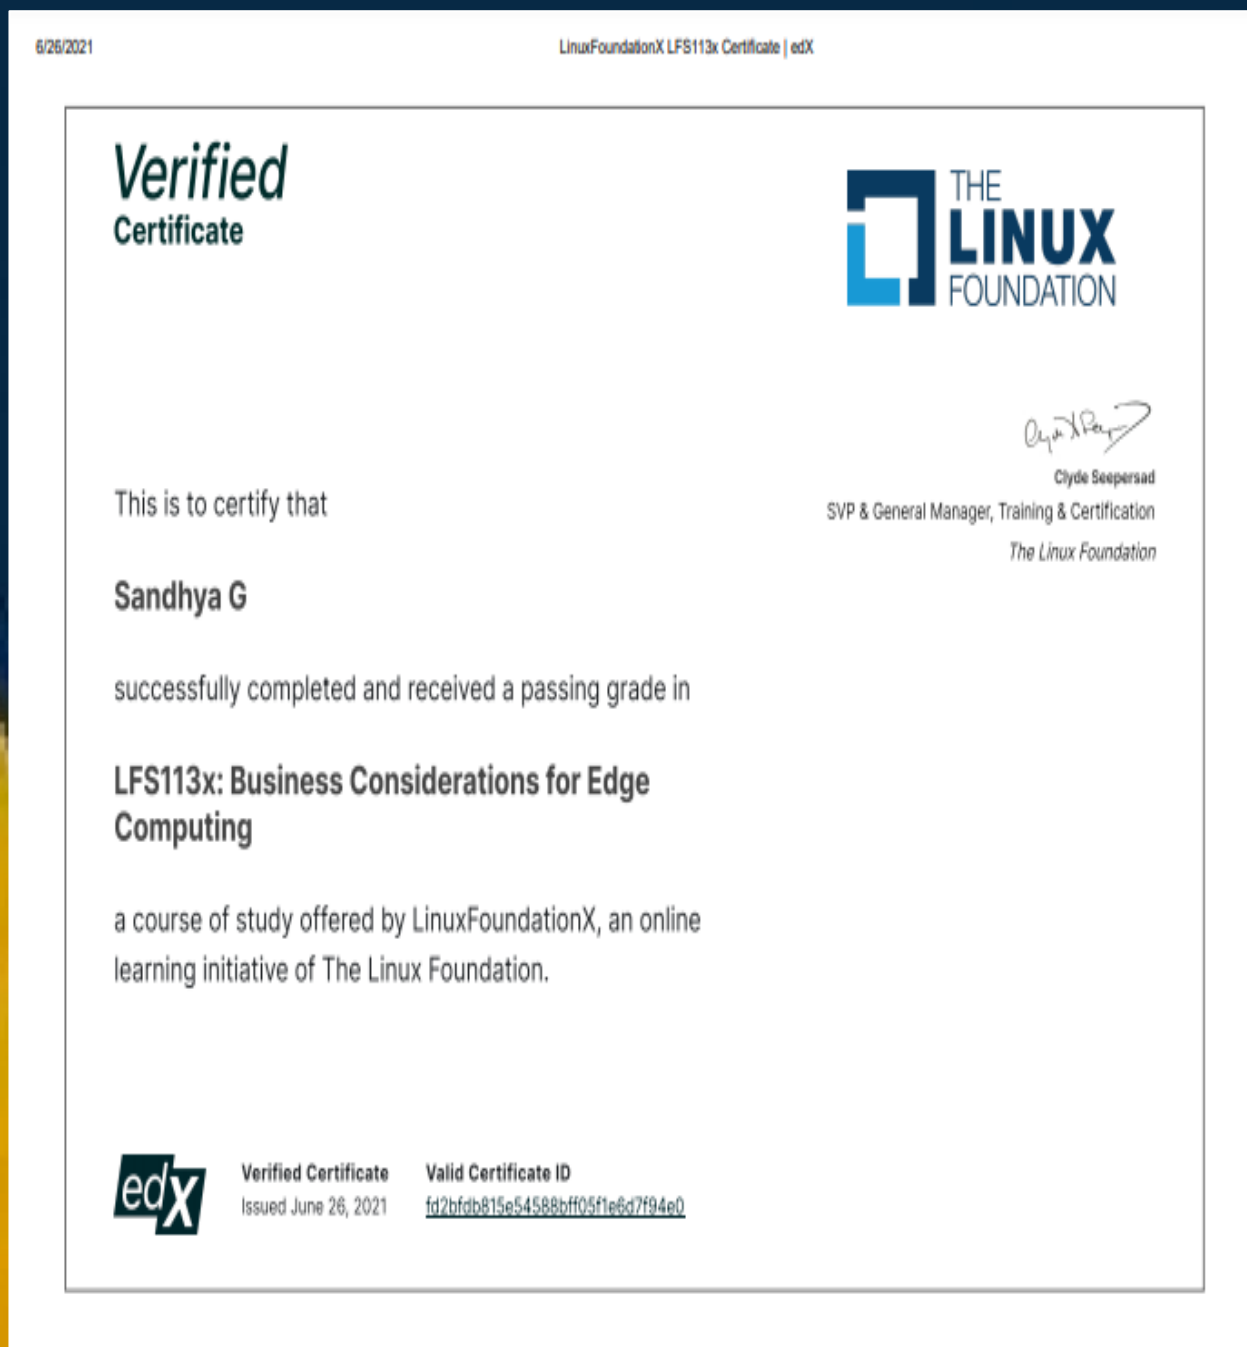 6/26/2021
LinuxFoundationX LFS113x Certificate | edX
Verified
Certificate
THE
LINUX
FOUNDATION
Clyde Seepersad
SVP & General Manager, Training & Certification
The Linux Foundation
This is to certify that
Sandhya G
successfully completed and received a passing grade in
LFS113x: Business Considerations for Edge
Computing
a course of study offered by LinuxFoundationX, an online
learning initiative of The Linux Foundation.
edX
Verified Certificate
Issued June 26, 2021
Valid Certificate ID
fd2bfdb815e54588bff05f1e6d7f94e0